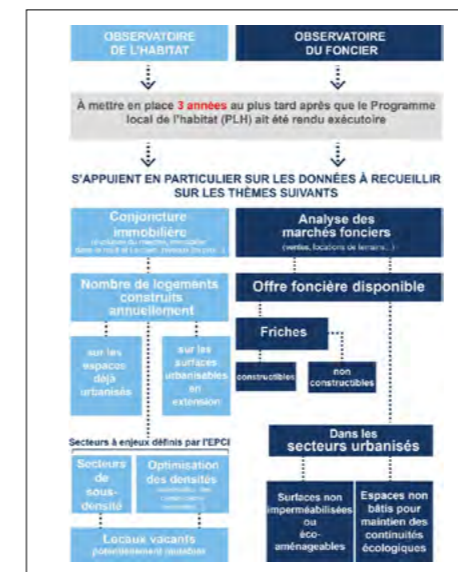 OBSERVATOIRE
DE L'HABITAT
OBSERVATOIRE
DU FONCIER
À mettre en place 3 années au plus tard après que le Programme
local de l'habitat (PLH) ait été rendu exécutoire
S'APPUIENT EN PARTICULIER SUR LES DONNÉES À RECUEILLIR
SUR LES THÈMES SUIVANTS
Conjoncture
immobilière
Analyse des
marchés fonciers
(ventes, locations de terrains...)
Nombre de logements
construits
annuellement
Offre foncière disponible
sur les
espaces
déjà
urbanisés
sur les
surfaces
urbanisables
en
extension
Friches
constructibles
non
constructibles
Secteurs à enjeux définis par l'EPCI
Secteurs
de
sous-
densité
Optimisation
des densités
Locaux vacants
Dans les
secteurs urbanisés
Surfaces non
imperméabilisées
ou
éco-
aménageables
Espaces non
bâtis pour
maintien des
continuités
écologiques